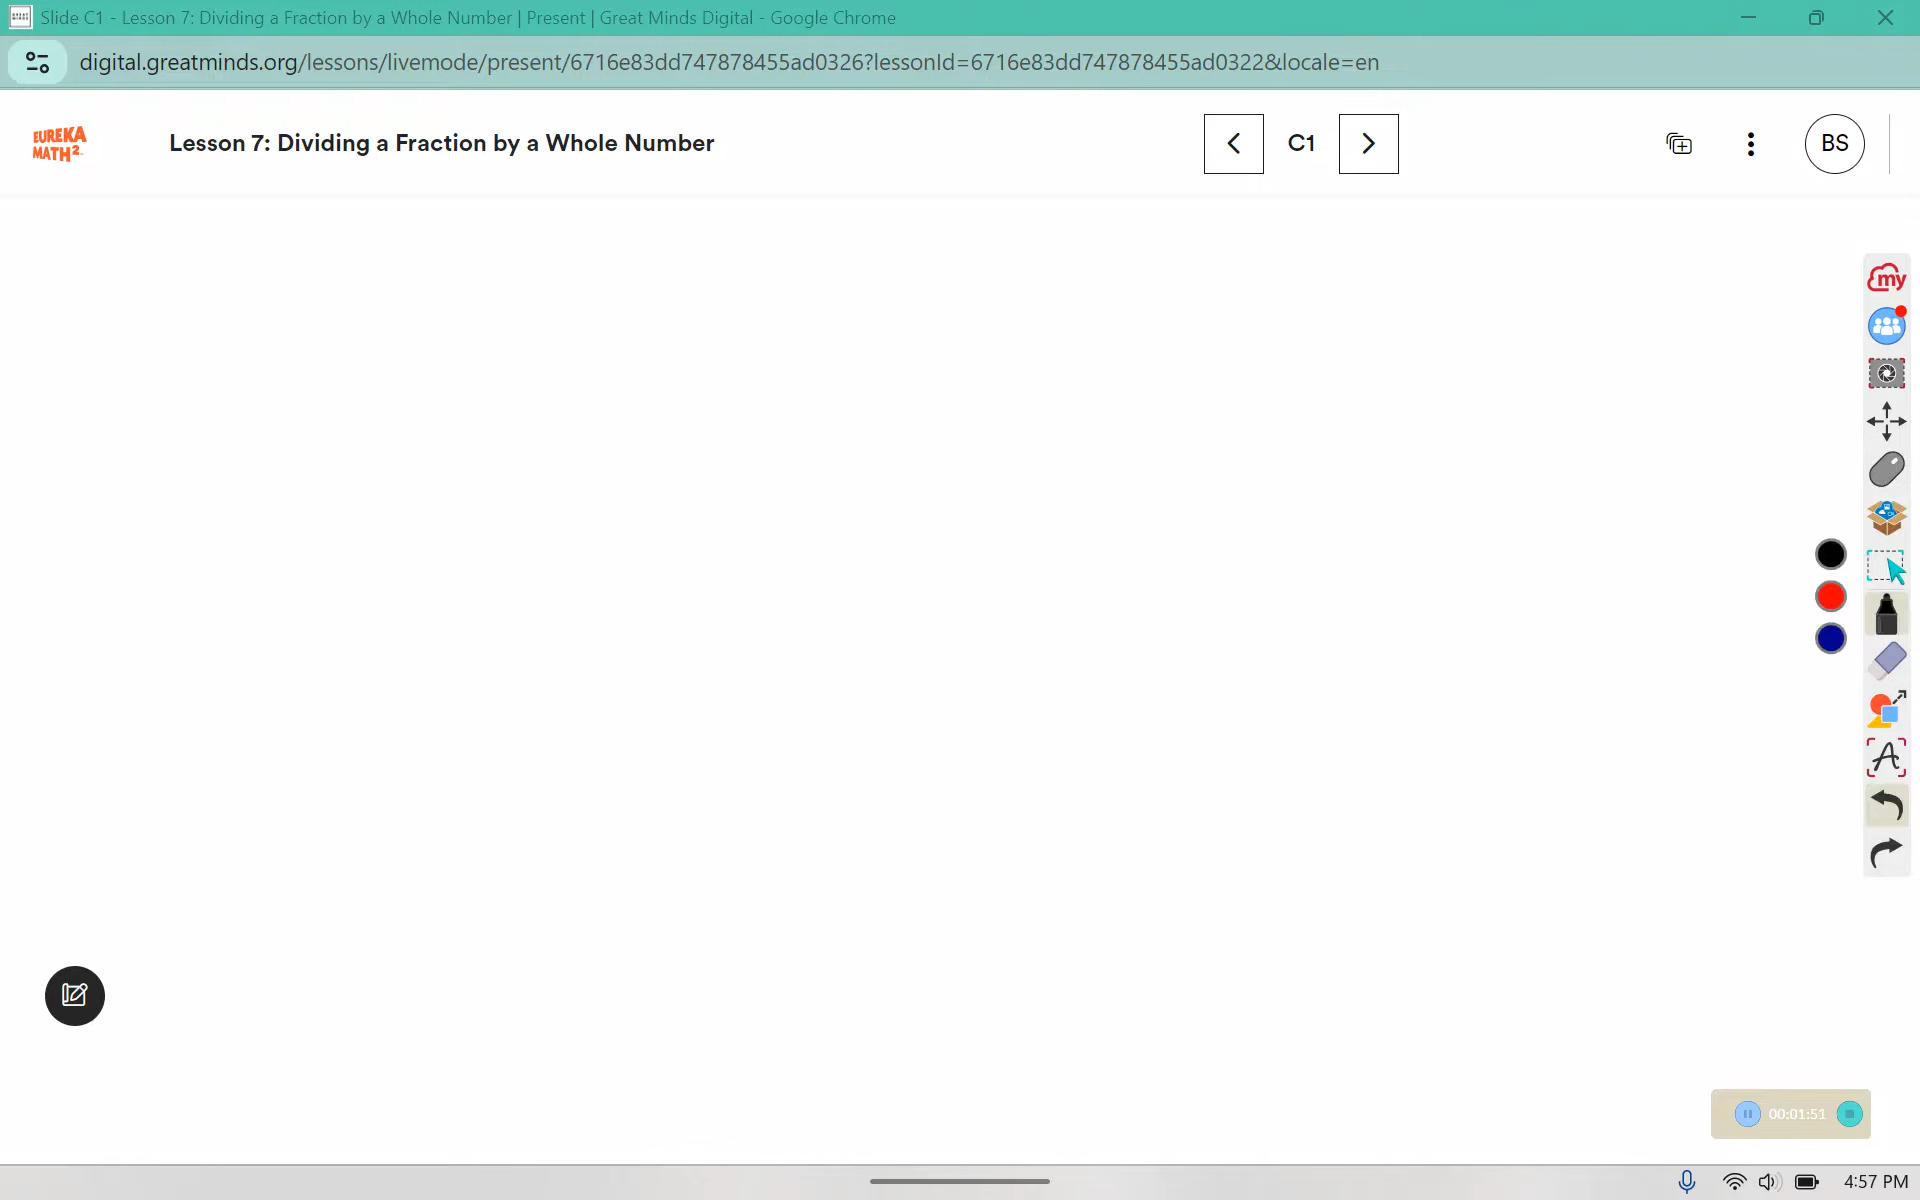 Slide C1 - Lesson 7: Dividing a Fraction by a Whole Number | Present | Great Minds Digital - Google Chrome
digital.greatminds.org/lessons/livemode/present/6716e83dd747878455ad0326?lessonId=6716e83dd747878455ad0322&locale=en
EUREKA
MATH²
Lesson 7: Dividing a Fraction by a Whole Number
C1
BS
my
A
00:01:51
4:57 PM